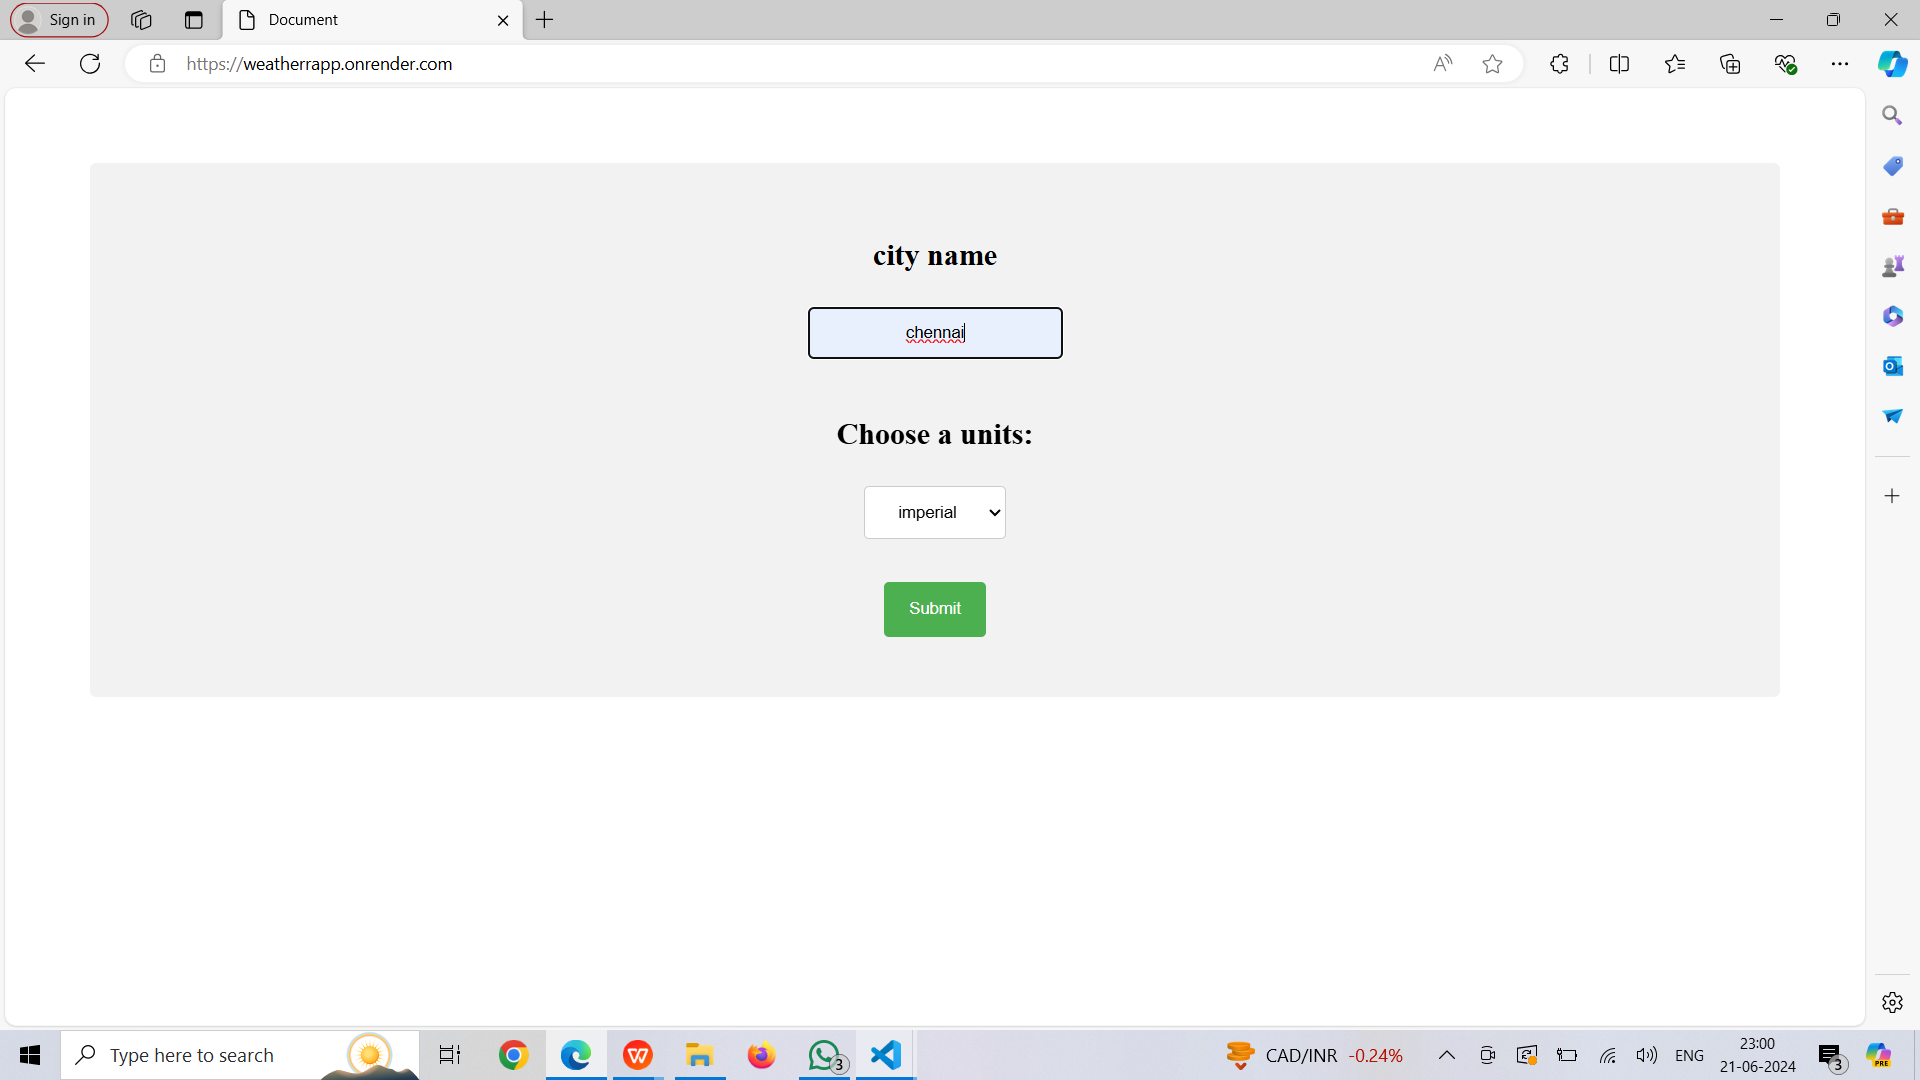 Sign in
Document
https://weatherrapp.onrender.com
city name
chennai
Choose a units:
imperial
Submit
Type here to search
3
CAD/INR -0.24%
ENG
23:00
21-06-2024
3
PRE